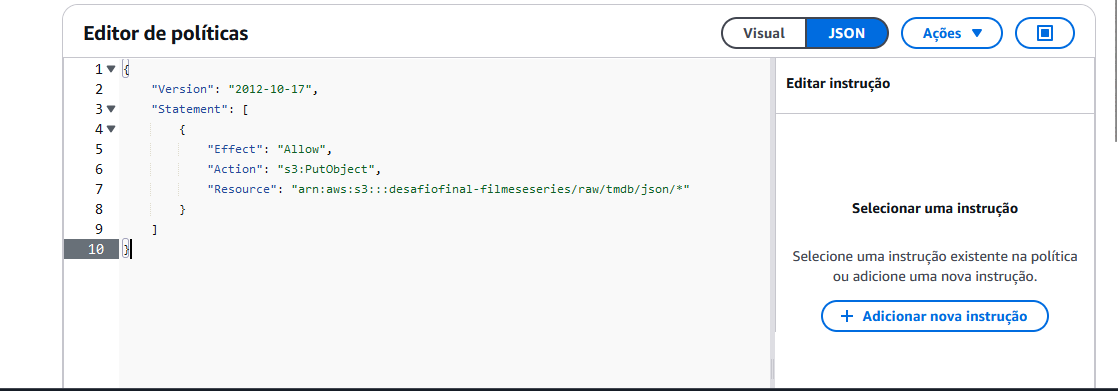 Editor de políticas
Visual
JSON
Ações
1 {
2 "Version": "2012-10-17",
3 "Statement": [
4 {
5 "Effect": "Allow",
6 "Action": "s3:PutObject",
7 "Resource": "arn:aws:s3:::desafiofinal-filmeseseries/raw/tmdb/json/*"
8 }
9 ]
10 }
Editar instrução
Selecionar uma instrução
Selecione uma instrução existente na política
ou adicione uma nova instrução.
+ Adicionar nova instrução